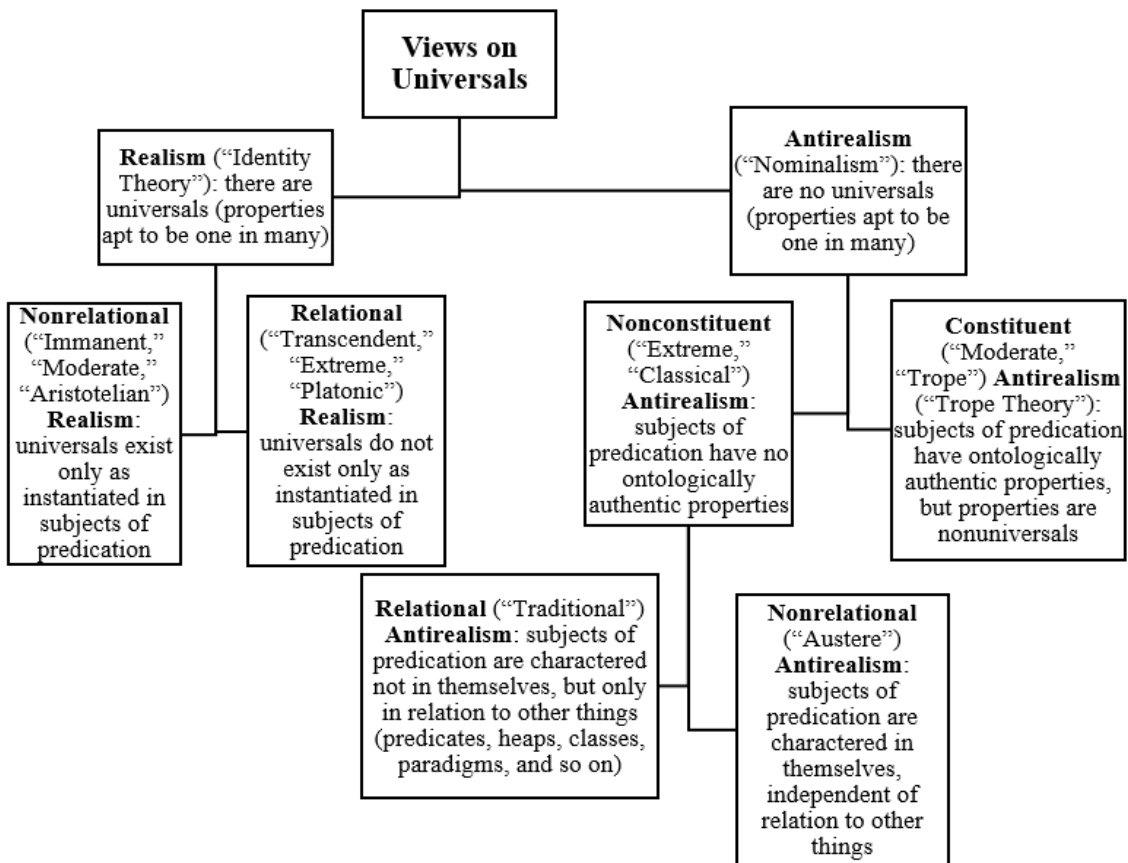 Views on
Universals
Realism (“Identity
Theory”): there are
universals (properties
apt to be one in many)
Antirealism
(“Nominalism”): there
are no universals
(properties apt to be
one in many)
Nonrelational
(“Immanent,”
“Moderate,”
“Aristotelian”)
Realism:
universals exist
only as
instantiated in
subjects of
predication
Relational
(“Transcendent,”
“Extreme,”
“Platonic”)
Realism:
universals do not
exist only as
instantiated in
subjects of
predication
Nonconstituent
(“Extreme,”
“Classical”)
Antirealism:
subjects of
predication have no
ontologically
authentic properties
Constituent
(“Moderate,”
“Trope”) Antirealism
(“Trope Theory”):
subjects of predication
have ontologically
authentic properties,
but properties are
nonuniversals
Relational (“Traditional”)
Antirealism: subjects of
predication are charactered
not in themselves, but only
in relation to other things
(predicates, heaps, classes,
paradigms, and so on)
Nonrelational
(“Austere”)
Antirealism:
subjects of
predication are
charactered in
themselves,
independent of
relation to other
things